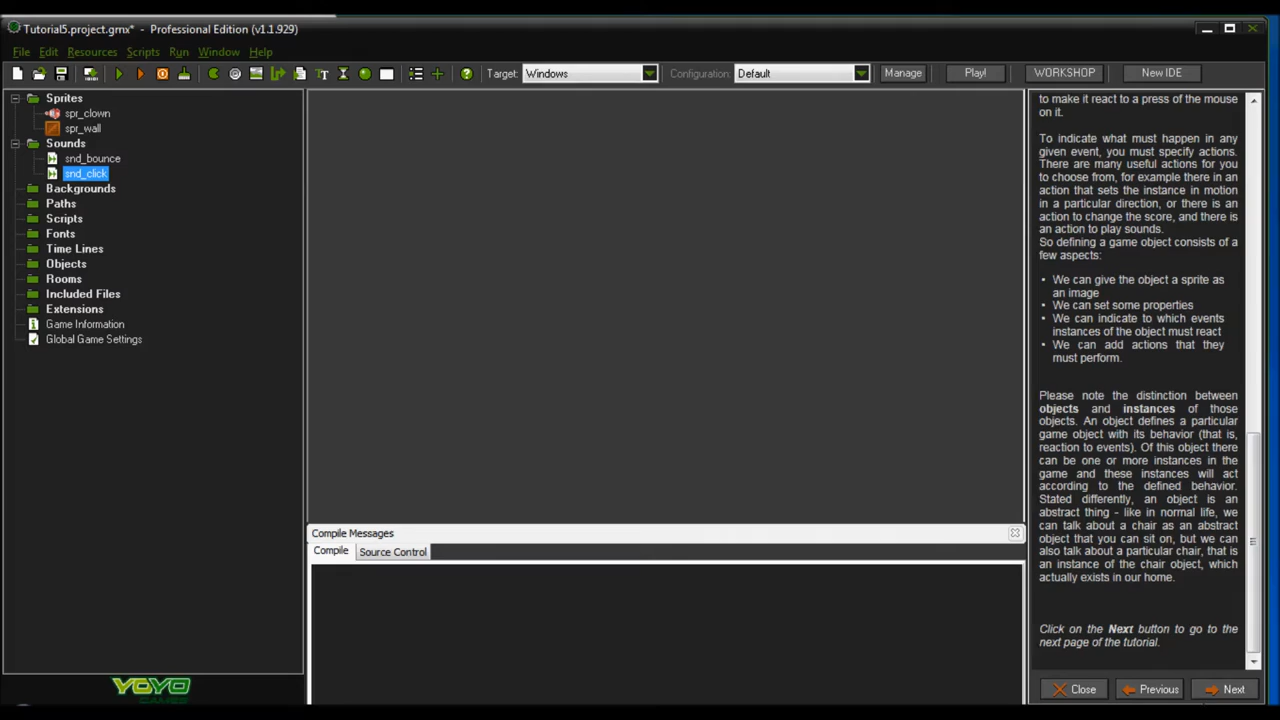 Tutorial5.project.gmx* - Professional Edition (v1.1.929)
File Edit Resources Scripts Run Window Help
Target: Windows Configuration: Default Manage Play! WORKSHOP New IDE
Sprites
spr_clown
spr_wall
Sounds
snd_bounce
snd_click
Backgrounds
Paths
Scripts
Fonts
Time Lines
Objects
Rooms
Included Files
Extensions
Game Information
Global Game Settings
YOYO
GAMES
Compile Messages
Compile Source Control
to make it react to a press of the mouse
on it.
To indicate what must happen in any
given event, you must specify actions.
There are many useful actions for you
to choose from, for example there in an
action that sets the instance in motion
in a particular direction, or there is an
action to change the score, and there is
an action to play sounds.
So defining a game object consists of a
few aspects:
• We can give the object a sprite as
an image
• We can set some properties
• We can indicate to which events
instances of the object must react
• We can add actions that they
must perform.
Please note the distinction between
objects and instances of those
objects. An object defines a particular
game object with its behavior (that is,
reaction to events). Of this object there
can be one or more instances in the
game and these instances will act
according to the defined behavior.
Stated differently, an object is an
abstract thing - like in normal life, we
can talk about a chair as an abstract
object that you can sit on, but we can
also talk about a particular chair, that is
an instance of the chair object, which
actually exists in our home.
Click on the Next button to go to the
next page of the tutorial.
Close Previous Next